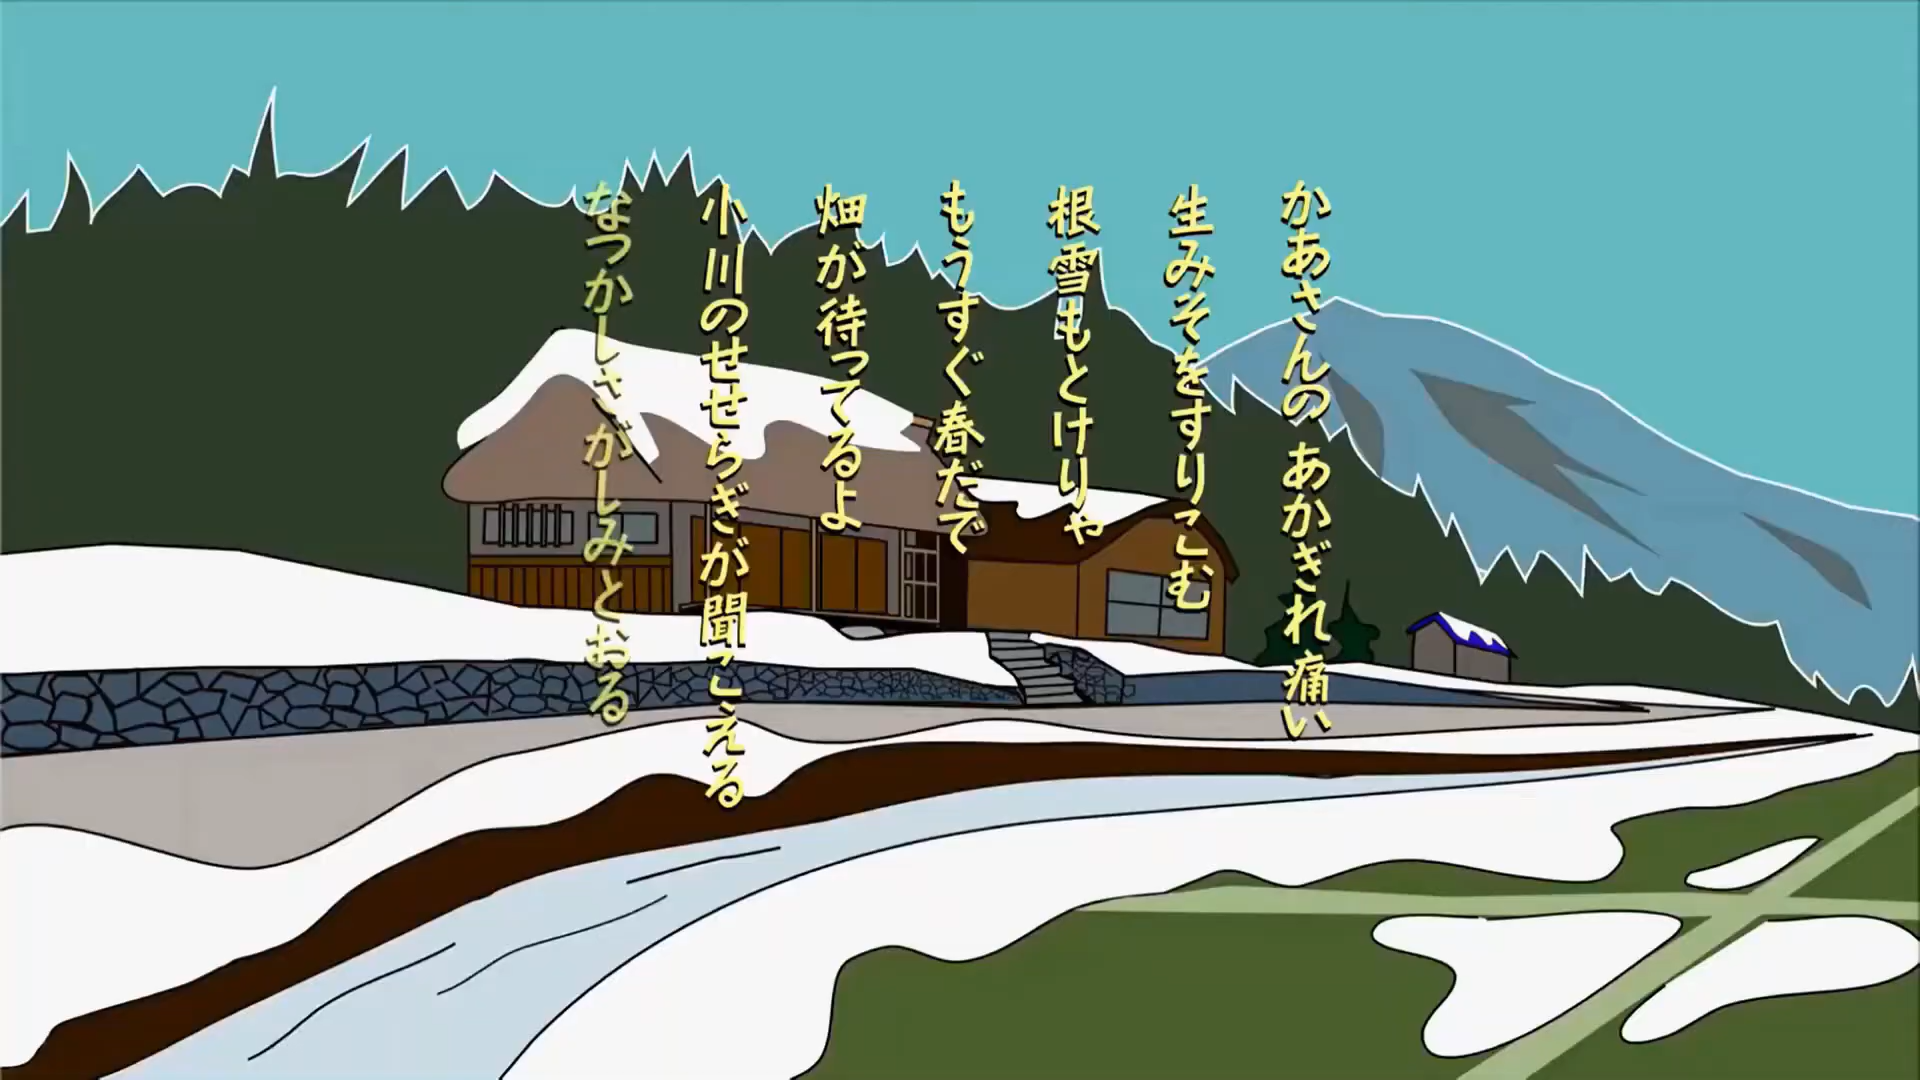 かあさんの あかぎれ痛い
生みそをすりこむ
根雪もとけりゃ
もうすぐ春だで
畑が待ってるよ
小川のせせらぎが聞こえる
なつかしさがしみとおる